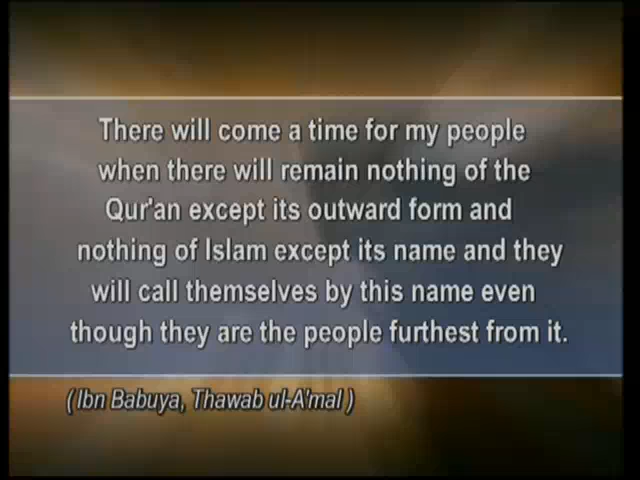 There will come a time for my people
when there will remain nothing of the
Qur'an except its outward form and
nothing of Islam except its name and they
will call themselves by this name even
though they are the people furthest from it.
(Ibn Babuya, Thawab ul-A'mal)